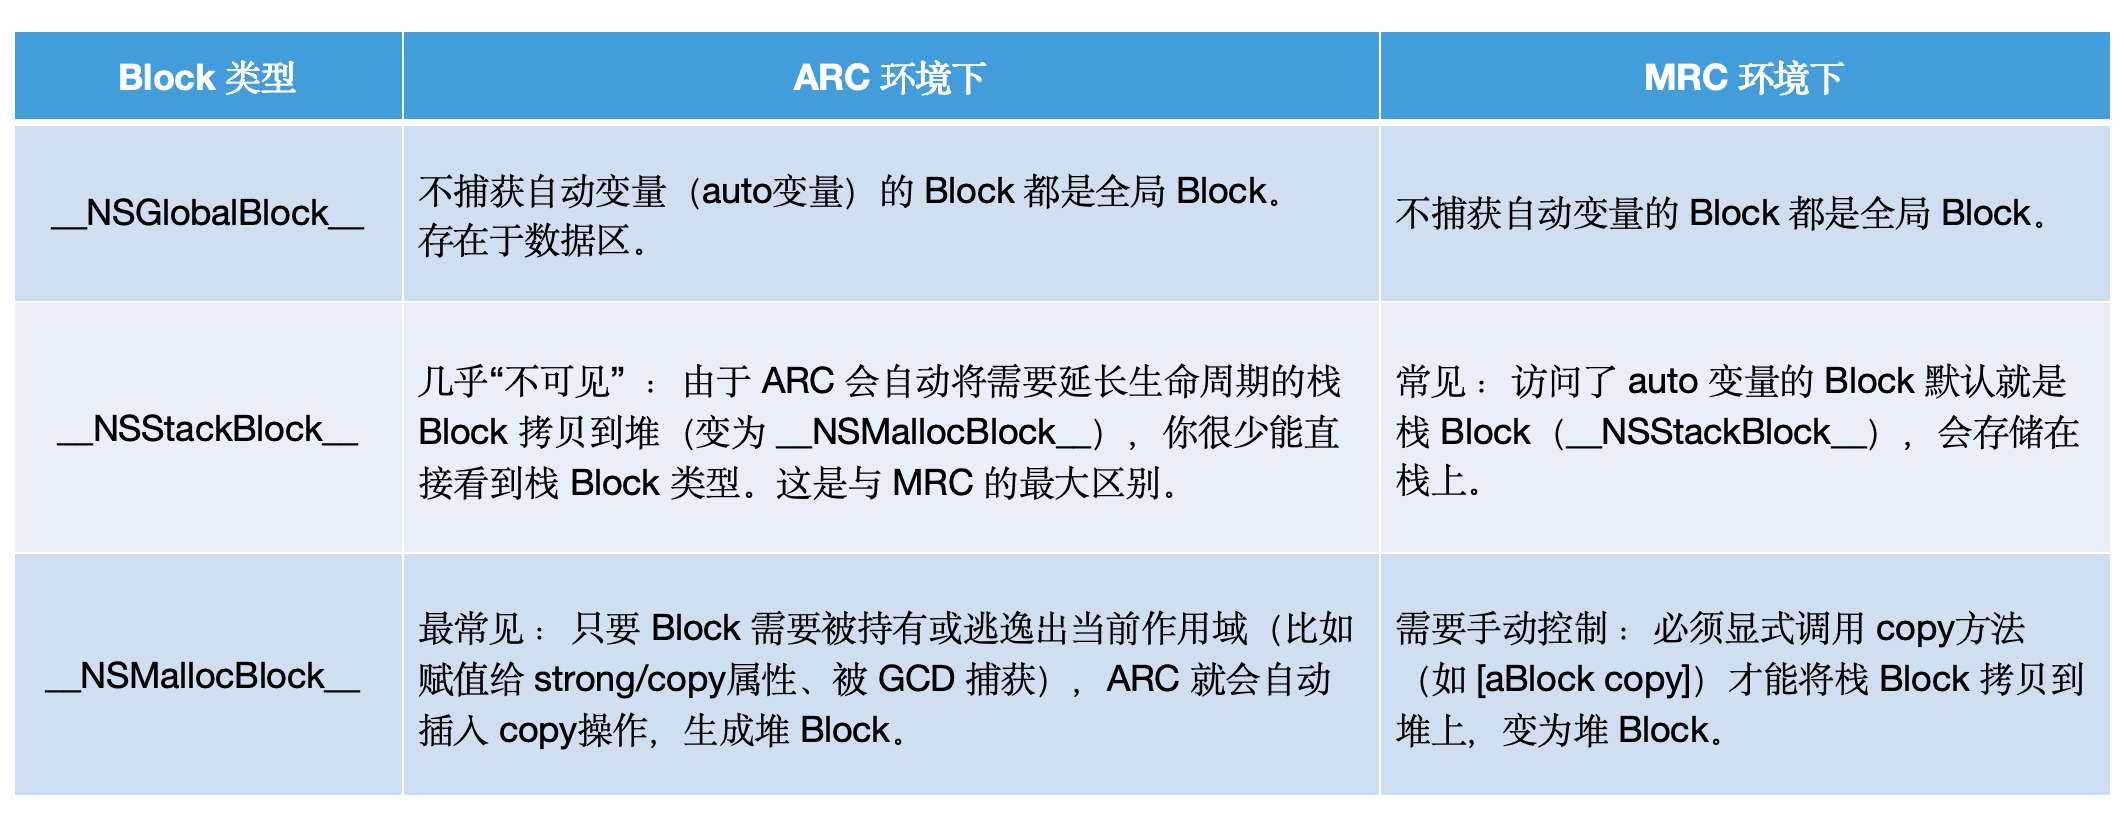 Block 类型
ARC 环境下
MRC 环境下
__NSGlobalBlock__
不捕获自动变量（auto变量）的 Block 都是全局 Block。
存在于数据区。
不捕获自动变量的 Block 都是全局 Block。
__NSStackBlock__
几乎“不可见” ： 由于 ARC 会自动将需要延长生命周期的栈
Block 拷贝到堆（变为 __NSMallocBlock__），你很少能直
接看到栈 Block 类型。这是与 MRC 的最大区别。
常见 ： 访问了 auto 变量的 Block 默认就是
栈 Block（__NSStackBlock__），会存储在
栈上。
__NSMallocBlock__
最常见 ： 只要 Block 需要被持有或逃逸出当前作用域（比如
赋值给 strong/copy属性、被 GCD 捕获），ARC 就会自动
插入 copy操作，生成堆 Block。
需要手动控制 ： 必须显式调用 copy方法
（如 [aBlock copy]）才能将栈 Block 拷贝到
堆上，变为堆 Block。